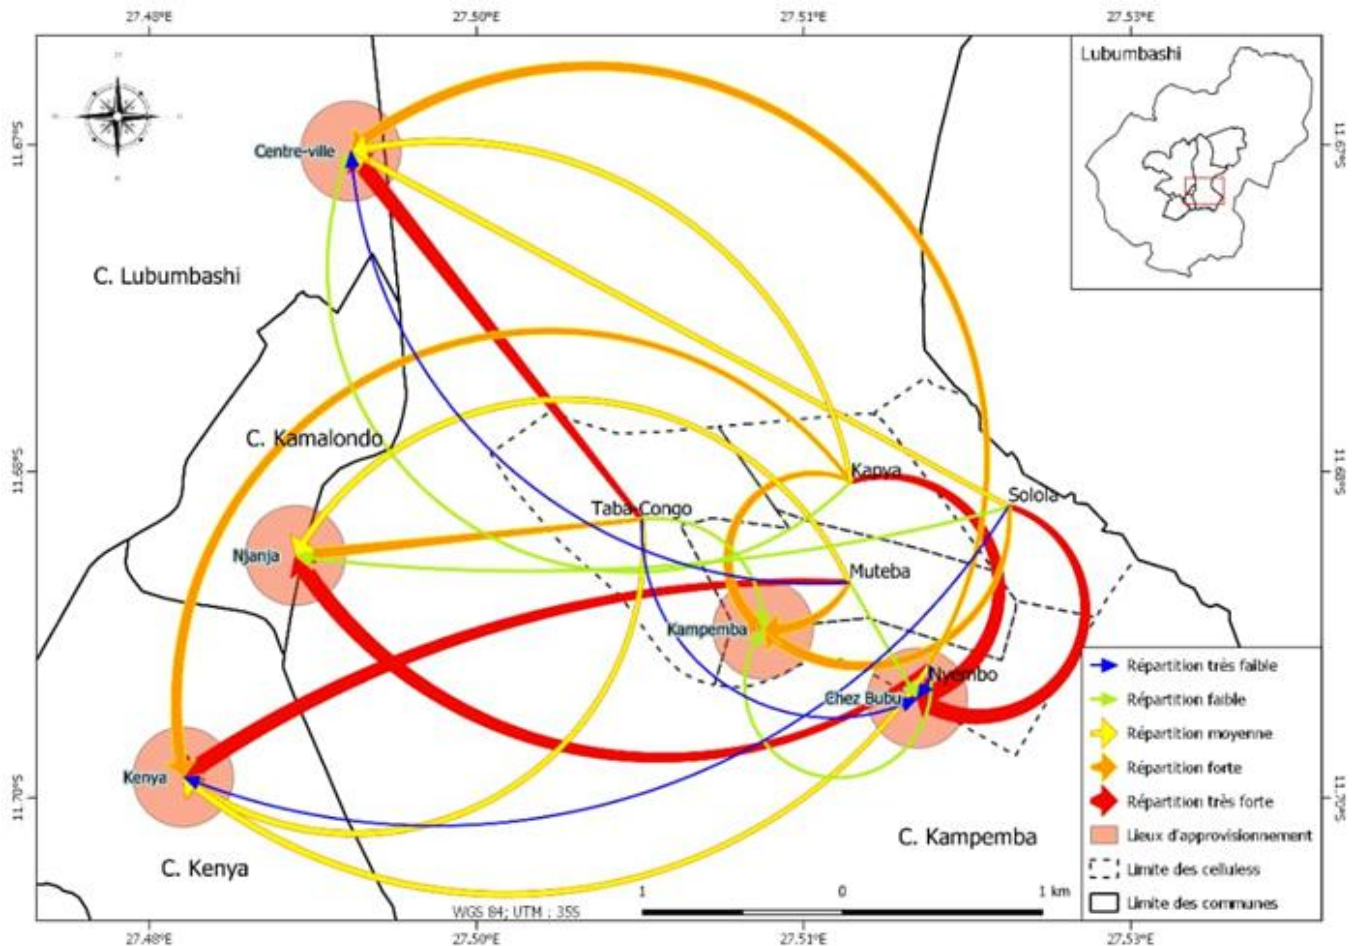 27.48°E 27.50°E 27.51°E 27.53°E
Lubumbashi
11.67°S
Centre-ville
11.67°S
C. Lubumbashi
C. Kamalondo
Kapya
11.68°S
11.68°S
Taba-Congo
Solola
Njanja
Muteba
Kampemba
Nyembo
Chez Bubu
Kenya
11.70°S
11.70°S
C. Kampemba
C. Kenya
Répartition très faible
Répartition faible
Répartition moyenne
Répartition forte
Répartition très forte
Lieux d'approvisionnement
Limite des celluless
Limite des communes
1 0 1 km
WGS 84; UTM : 35S
27.48°E 27.50°E 27.51°E 27.53°E